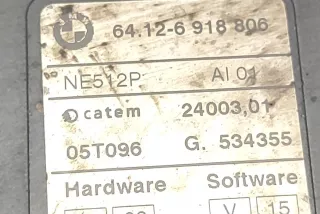 64.12-6 918 806
NE512P AI 01
catem 24003,01
05T096 G. 534355
Hardware Software
V 15